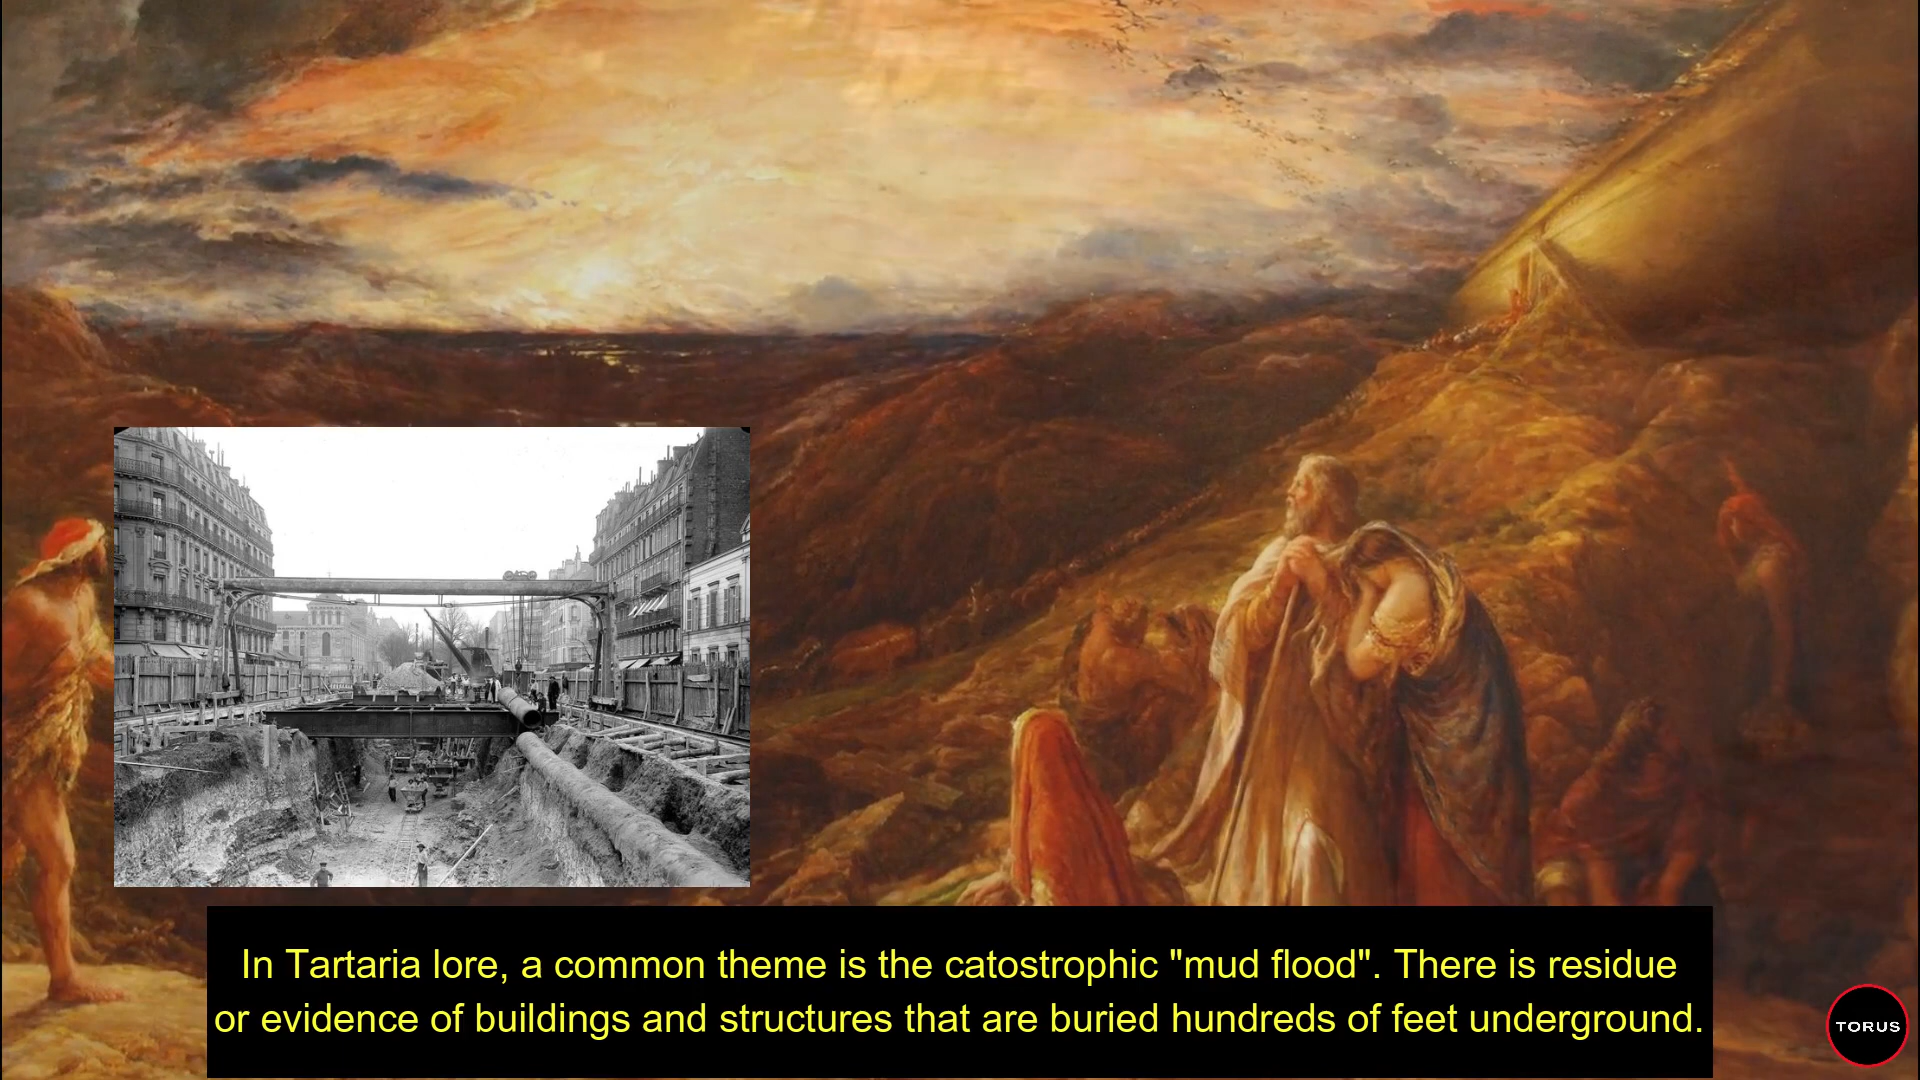 In Tartaria lore, a common theme is the catostrophic "mud flood". There is residue
or evidence of buildings and structures that are buried hundreds of feet underground.
TORUS